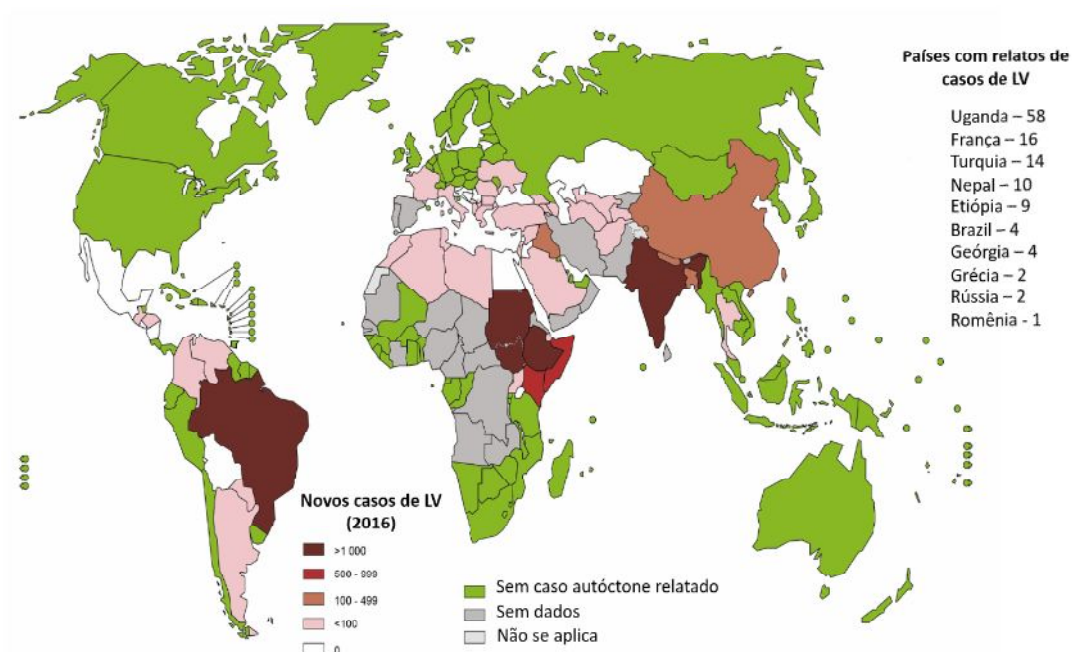 Países com relatos de
casos de LV
Uganda – 58
França – 16
Turquia – 14
Nepal – 10
Etiópia – 9
Brazil – 4
Geórgia – 4
Grécia – 2
Rússia – 2
Romênia - 1
Novos casos de LV
(2016)
>1 000
500 - 999
100 - 499
<100
0
Sem caso autóctone relatado
Sem dados
Não se aplica